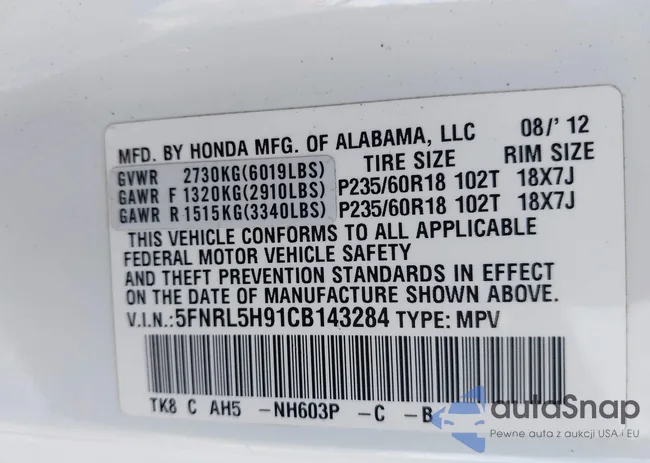 MFD. BY HONDA MFG. OF ALABAMA, LLC 08/'12
GVWR 2730KG(6019LBS) TIRE SIZE RIM SIZE
GAWR F 1320KG(2910LBS) P235/60R18 102T 18X7J
GAWR R 1515KG(3340LBS) P235/60R18 102T 18X7J
THIS VEHICLE CONFORMS TO ALL APPLICABLE
FEDERAL MOTOR VEHICLE SAFETY
AND THEFT PREVENTION STANDARDS IN EFFECT
ON THE DATE OF MANUFACTURE SHOWN ABOVE.
V.I.N.:5FNRL5H91CB143284 TYPE: MPV
TK8 C AH5 -NH603P -C -B
autoSnap
Pewne auta z aukcji USA i EU